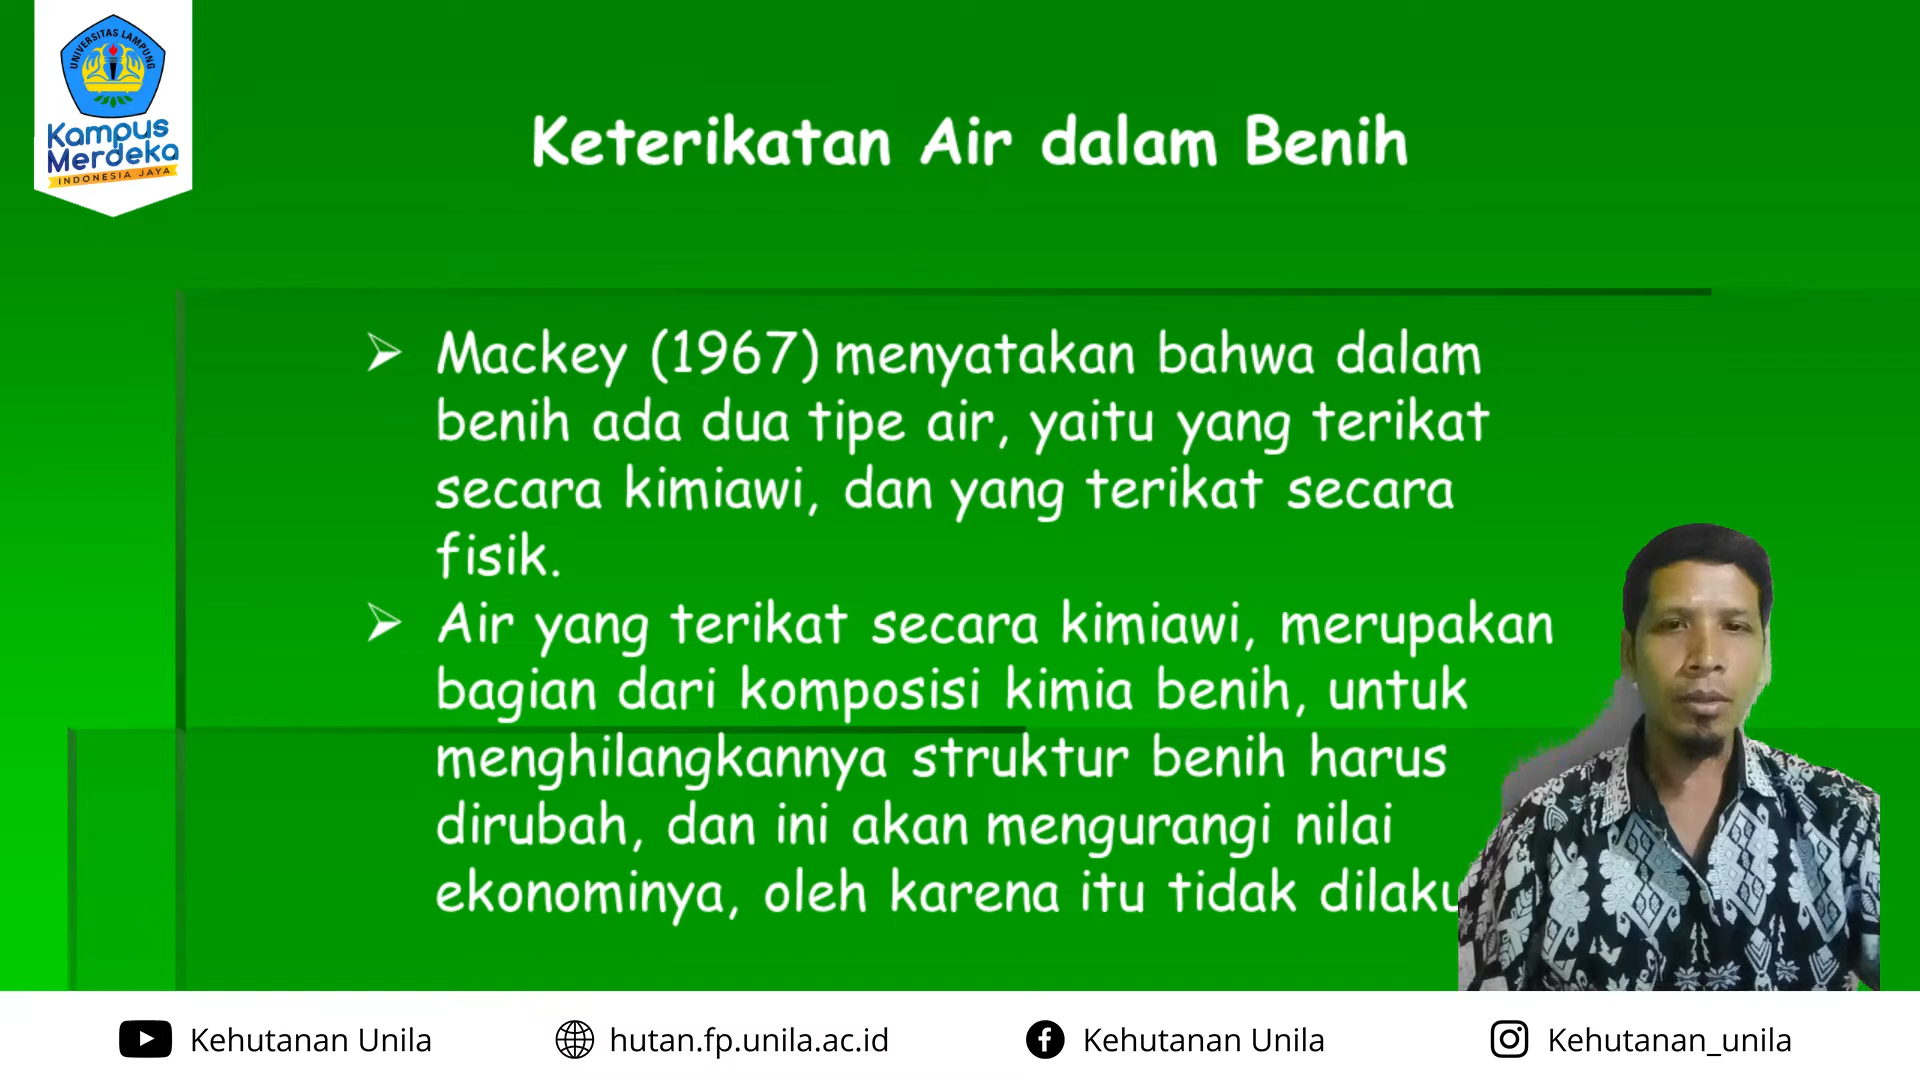 UNIVERSITAS LAMPUNG
Kampus
Merdeka
INDONESIA JAYA
Keterikatan Air dalam Benih
➢ Mackey (1967) menyatakan bahwa dalam
benih ada dua tipe air, yaitu yang terikat
secara kimiawi, dan yang terikat secara
fisik.
➢ Air yang terikat secara kimiawi, merupakan
bagian dari komposisi kimia benih, untuk
menghilangkannya struktur benih harus
dirubah, dan ini akan mengurangi nilai
ekonominya, oleh karena itu tidak
Kehutanan Unila
hutan.fp.unila.ac.id
Kehutanan Unila
Kehutanan_unila